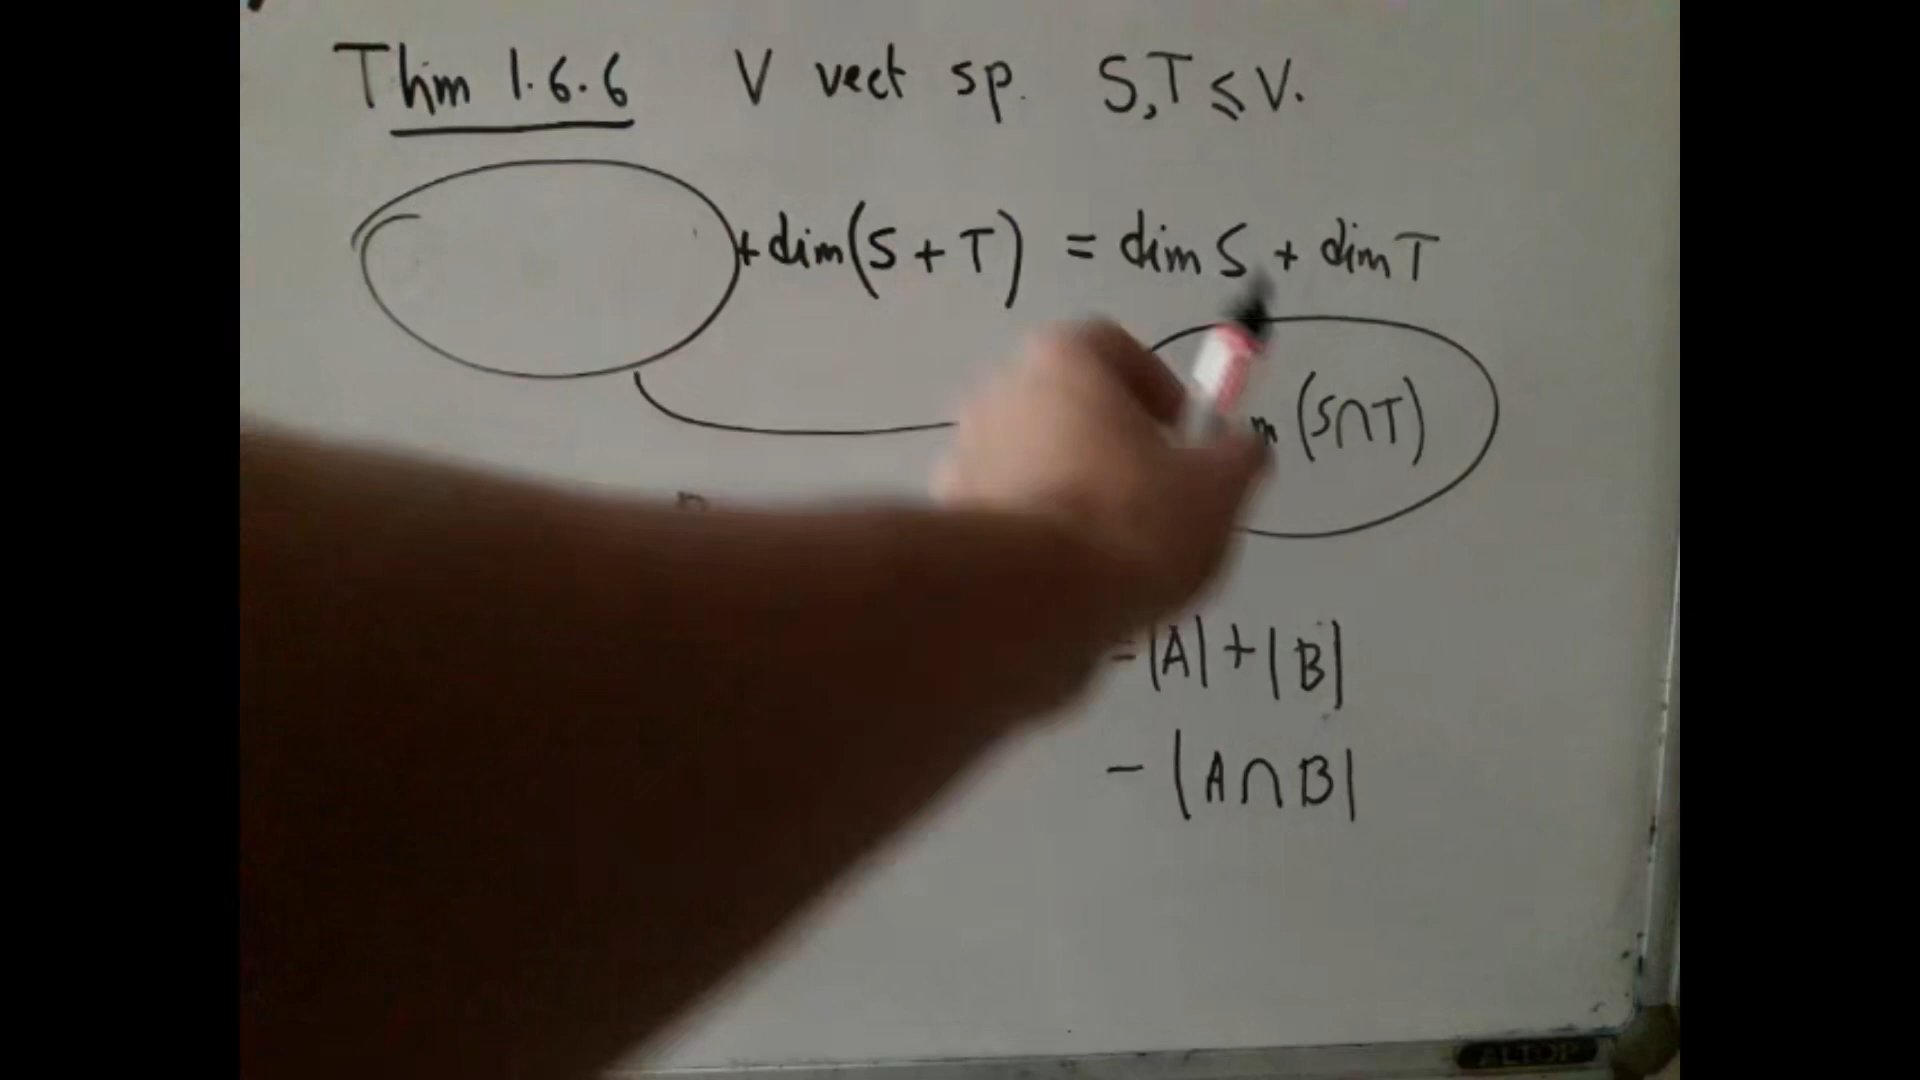 Thm 1.6.6 V vect sp. S,T ≤ V.
+ dim(S + T) = dim S + dim T
(S∩T)
= |A| + |B|
- |A ∩ B|